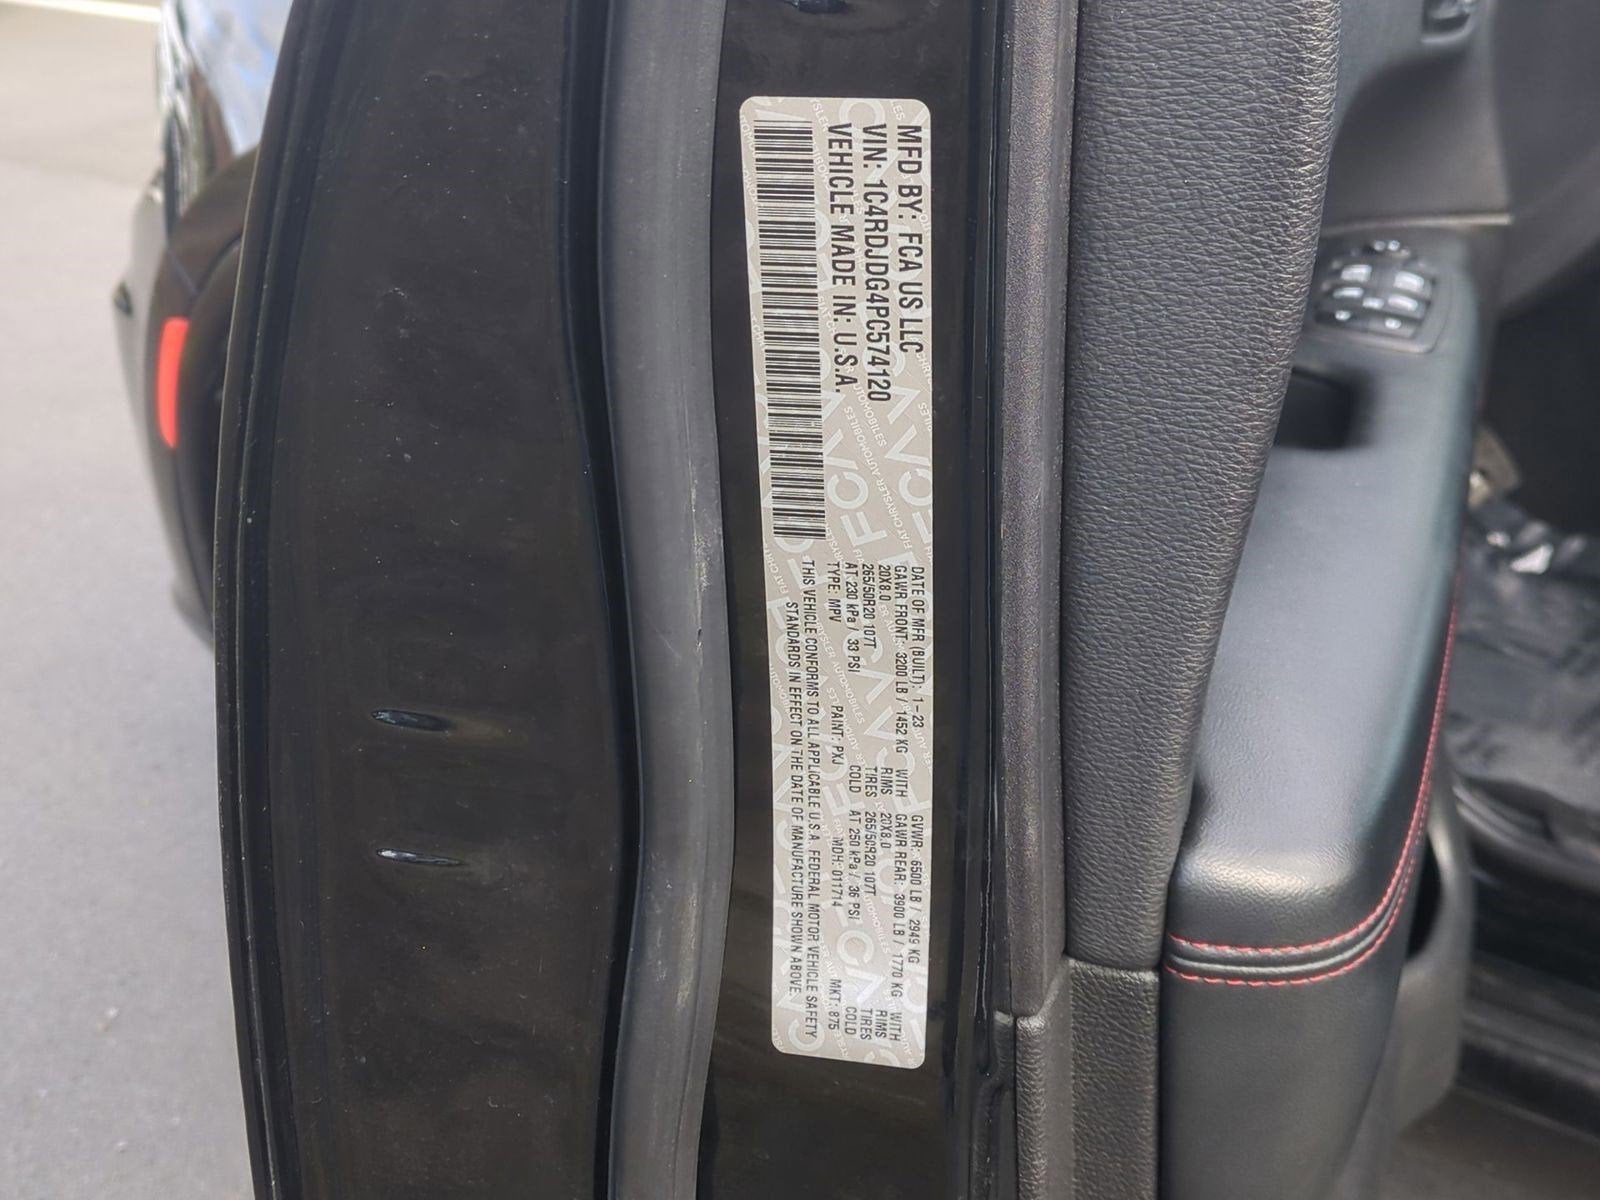 MFD BY: FCA US LLC
VIN: 1C4RDJDG4PC574120
VEHICLE MADE IN: U.S.A.
DATE OF MFR (BUILT): 1-23 GVWR: 6500 LB / 2949 KG
GAWR FRONT: 3200 LB / 1452 KG WITH GAWR REAR: 3900 LB / 1770 KG WITH
20X8.0 RIMS 20X8.0 RIMS
265/50R20 107T TIRES 265/50R20 107T TIRES
AT 230 kPa / 33 PSI COLD AT 250 kPa / 36 PSI COLD
TYPE: MPV PAINT: PXJ MDH: 011714 MKT: 875
THIS VEHICLE CONFORMS TO ALL APPLICABLE U.S.A. FEDERAL MOTOR VEHICLE SAFETY
STANDARDS IN EFFECT ON THE DATE OF MANUFACTURE SHOWN ABOVE.